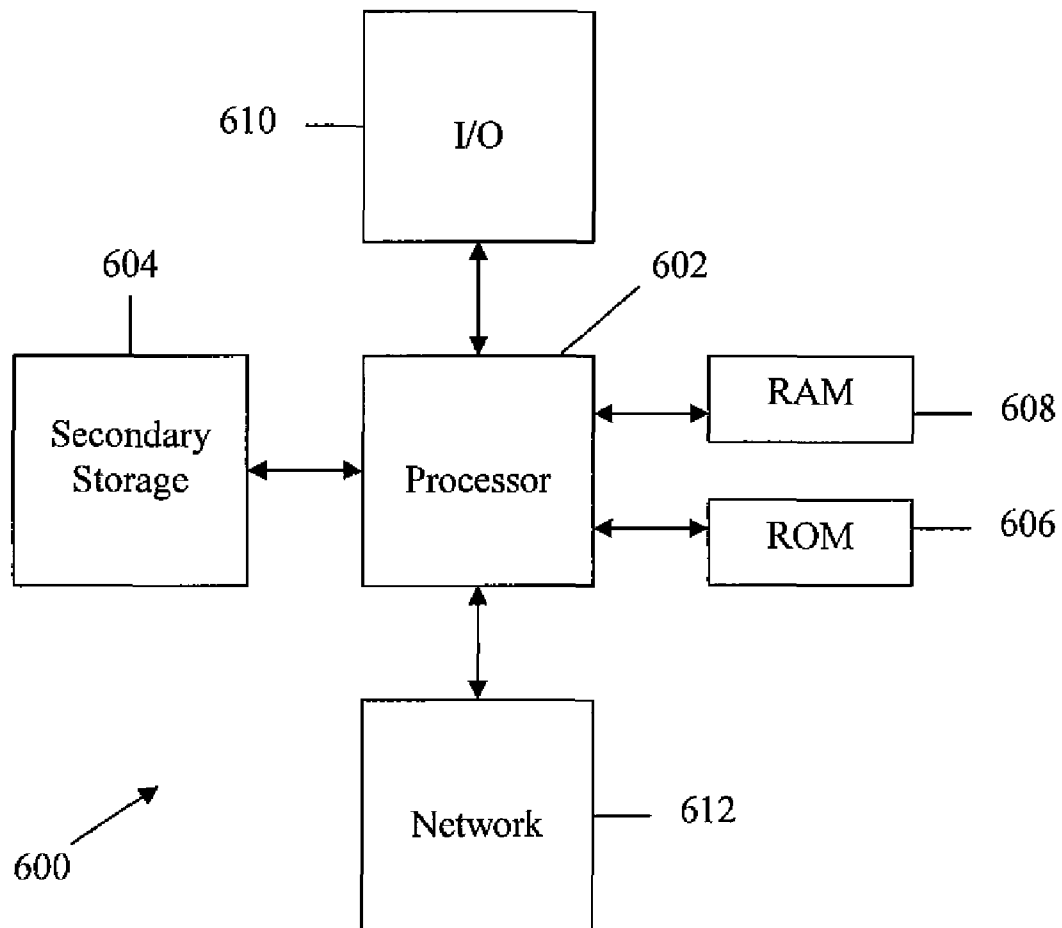 610
I/O
604
602
Secondary
Storage
Processor
RAM
608
ROM
606
Network
612
600